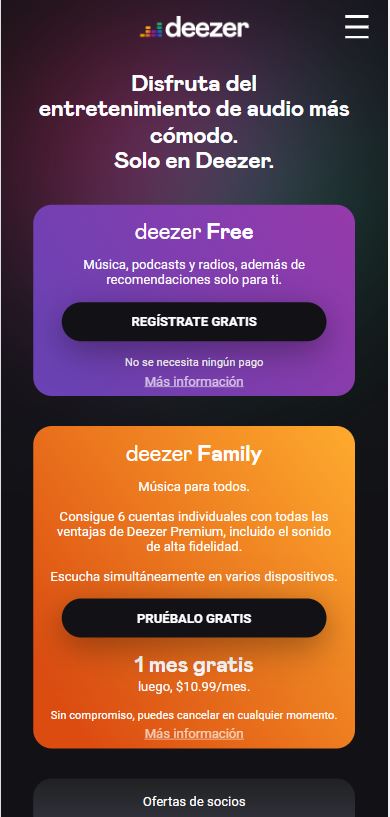 deezer
Disfruta del
entretenimiento de audio más
cómodo.
Solo en Deezer.
deezer Free
Música, podcasts y radios, además de
recomendaciones solo para ti.
REGÍSTRATE GRATIS
No se necesita ningún pago
Más información
deezer Family
Música para todos.
Consigue 6 cuentas individuales con todas las
ventajas de Deezer Premium, incluido el sonido
de alta fidelidad.
Escucha simultáneamente en varios dispositivos.
PRUÉBALO GRATIS
1 mes gratis
luego, $10.99/mes.
Sin compromiso, puedes cancelar en cualquier momento.
Más información
Ofertas de socios